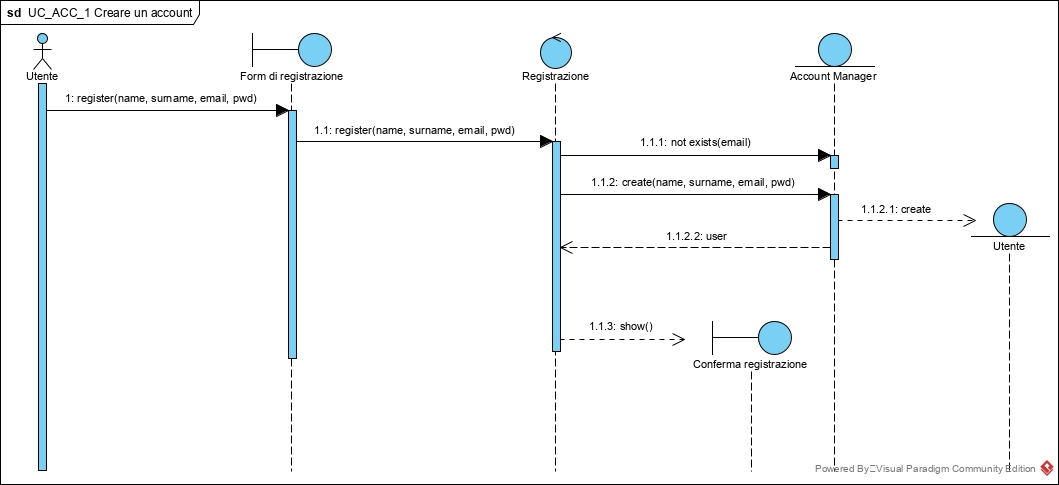 sd UC_ACC_1 Creare un account
Utente
Form di registrazione
Registrazione
Account Manager
1: register(name, surname, email, pwd)
1.1: register(name, surname, email, pwd)
1.1.1: not exists(email)
1.1.2: create(name, surname, email, pwd)
1.1.2.1: create
1.1.2.2: user
Utente
1.1.3: show()
Conferma registrazione
Powered By Visual Paradigm Community Edition